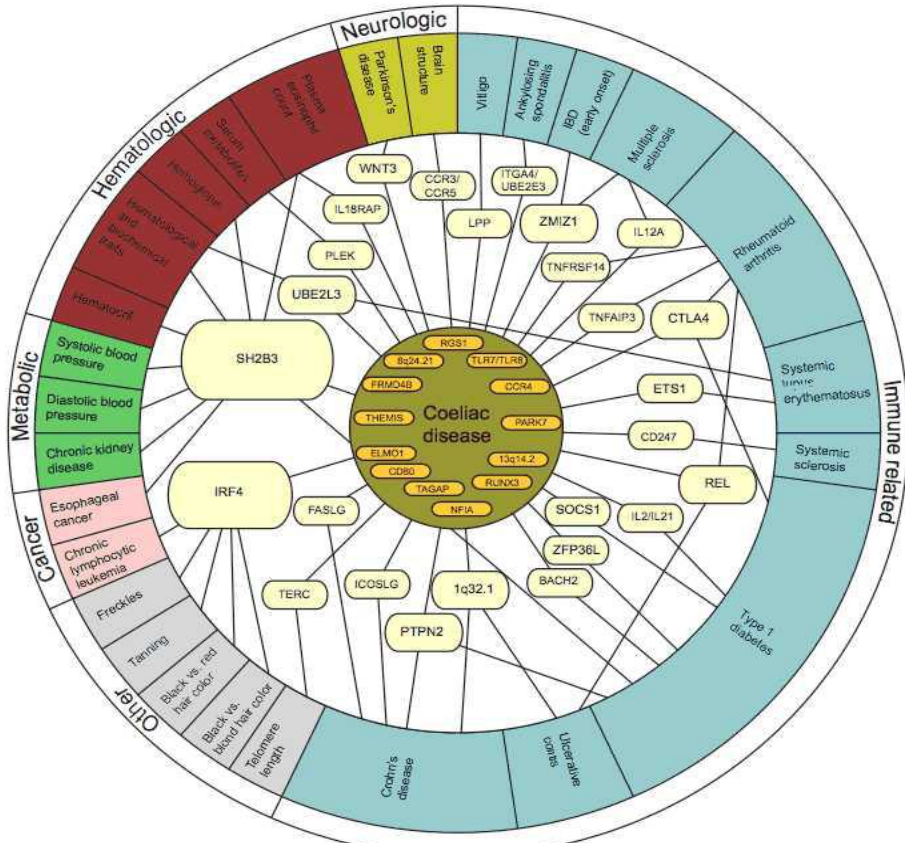 Neurologic
Parkinson's
disease
Brain
structure
Hematologic
Plasma
eosinophil
count
Serum
metabolites
Hematological
and
biochemical
traits
Hematocrit
Metabolic
Systolic blood
pressure
Diastolic blood
pressure
Chronic kidney
disease
Cancer
Esophageal
cancer
Chronic
lymphocytic
leukemia
Other
Freckles
Tanning
Black vs. red
hair color
Black vs.
blond hair color
Telomere
length
Immune related
Vitligo
Ankylosing
spondalitis
IBD
(early onset)
Multiple
sclerosis
Rheumatoid
arthritis
Systemic
erythematosus
Systemic
sclerosis
Type 1
diabetes
Ulcerative
Crohn's
disease
WNT3
CCR3/
CCR5
ITGA4/
UBE2E3
IL18RAP
LPP
ZMIZ1
IL12A
PLEK
TNFRSF14
UBE2L3
TNFAIP3
CTLA4
SH2B3
ETS1
CD247
REL
IRF4
FASLG
SOCS1
IL2/IL21
ZFP36L
BACH2
TERC
ICOSLG
1q32.1
PTPN2
RGS1
8q24.21
TLR7/TLR8
FRMD4B
CCR4
THEMIS
Coeliac
disease
PARK7
ELMO1
13q14.2
CD80
RUNX3
TAGAP
NFIA